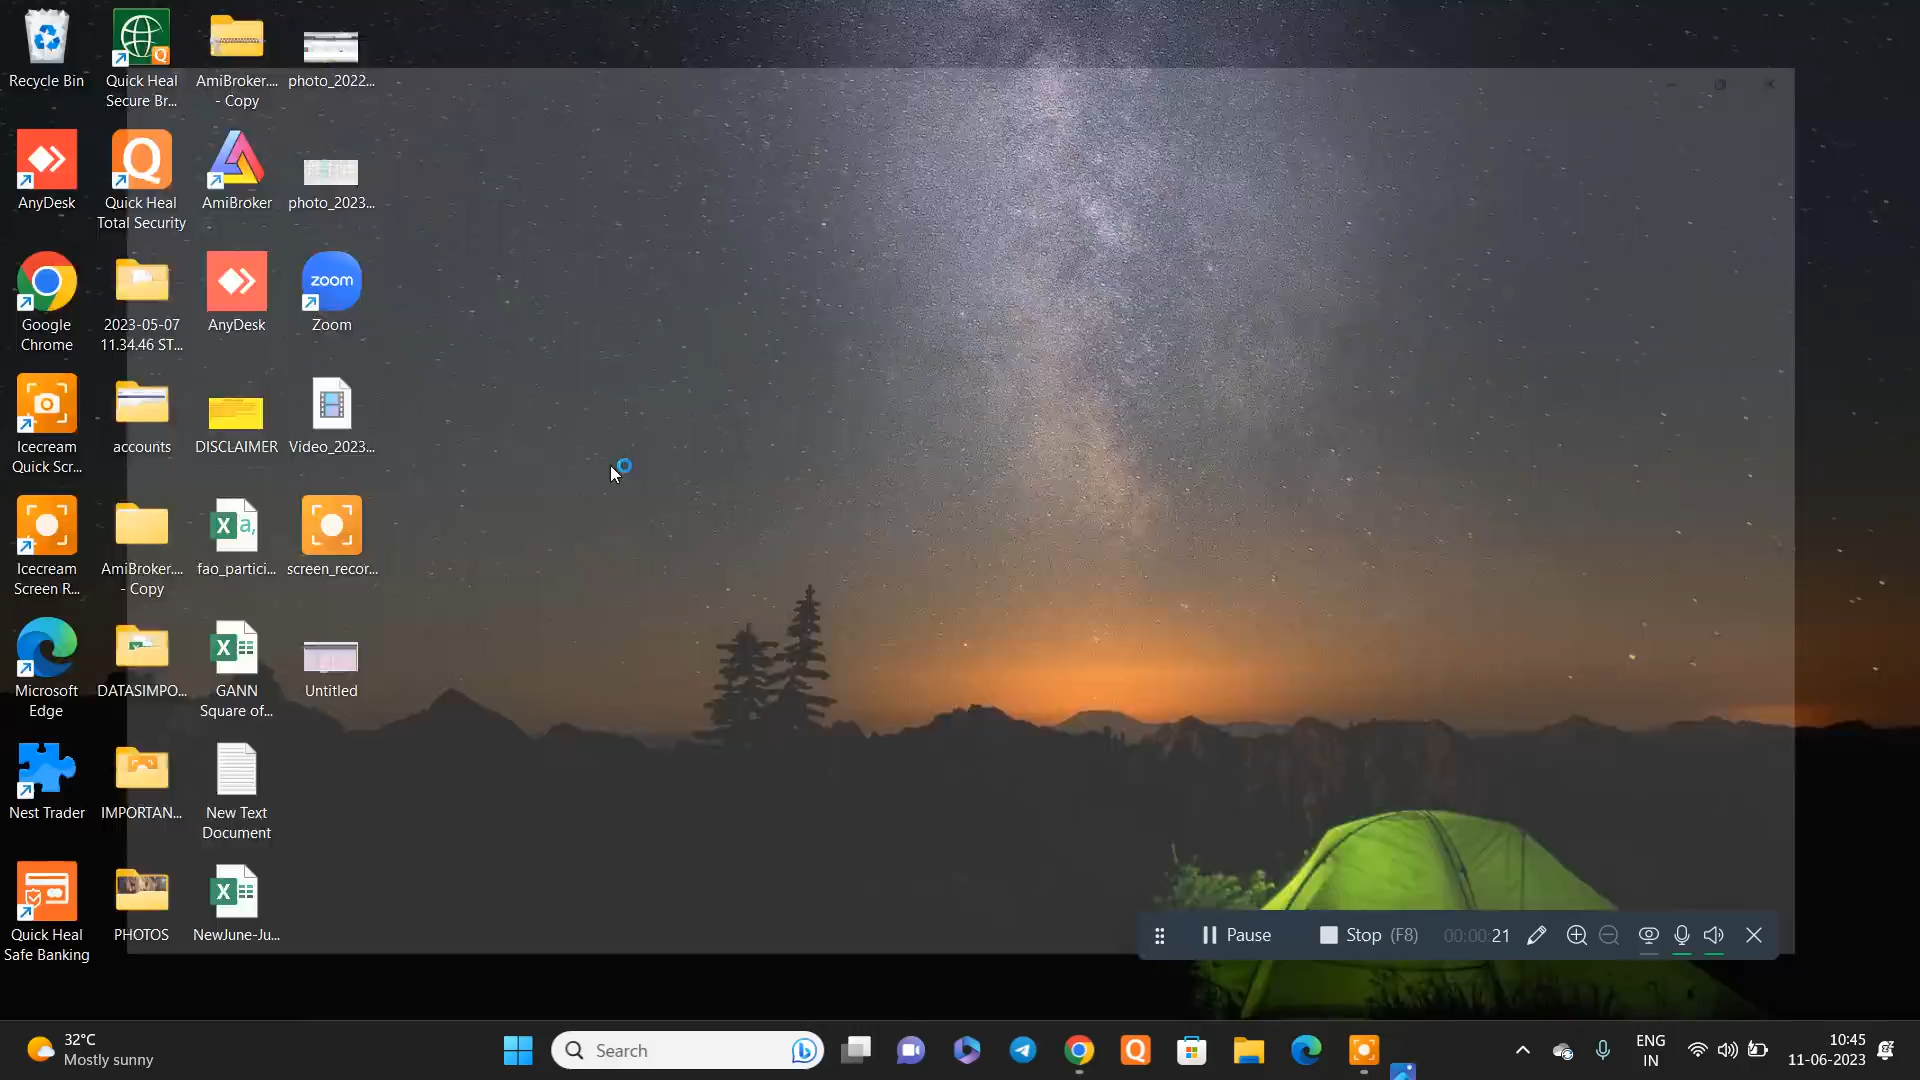 Recycle Bin
Quick Heal
Secure Br...
AmiBroker....
- Copy
photo_2022...
AnyDesk
Quick Heal
Total Security
AmiBroker
photo_2023...
Google
Chrome
2023-05-07
11.34.46 ST...
AnyDesk
zoom
Zoom
Icecream
Quick Scr...
accounts
DISCLAIMER
Video_2023...
Icecream
Screen R...
AmiBroker....
- Copy
fao_partici...
screen_recor...
Microsoft
Edge
DATASIMPO...
GANN
Square of...
Untitled
Nest Trader
IMPORTAN...
New Text
Document
Quick Heal
Safe Banking
PHOTOS
NewJune-Ju...
Pause
Stop (F8)
00:00:21
32°C
Mostly sunny
Search
ENG
IN
10:45
11-06-2023